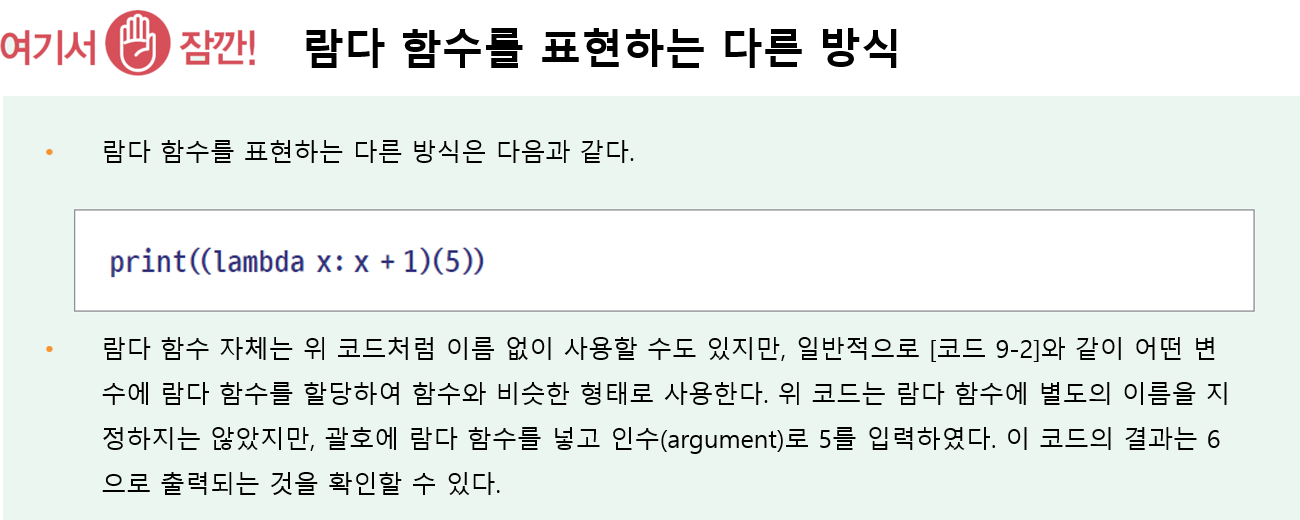 여기서 잠깐! 람다 함수를 표현하는 다른 방식
• 람다 함수를 표현하는 다른 방식은 다음과 같다.
print((lambda x: x + 1)(5))
• 람다 함수 자체는 위 코드처럼 이름 없이 사용할 수도 있지만, 일반적으로 [코드 9-2]와 같이 어떤 변
수에 람다 함수를 할당하여 함수와 비슷한 형태로 사용한다. 위 코드는 람다 함수에 별도의 이름을 지
정하지는 않았지만, 괄호에 람다 함수를 넣고 인수(argument)로 5를 입력하였다. 이 코드의 결과는 6
으로 출력되는 것을 확인할 수 있다.